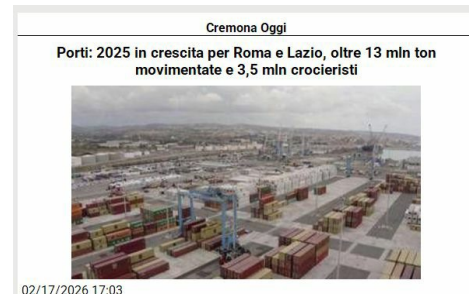 Cremona Oggi
Porti: 2025 in crescita per Roma e Lazio, oltre 13 mln ton
movimentate e 3,5 mln crocieristi
02/17/2026 17:03